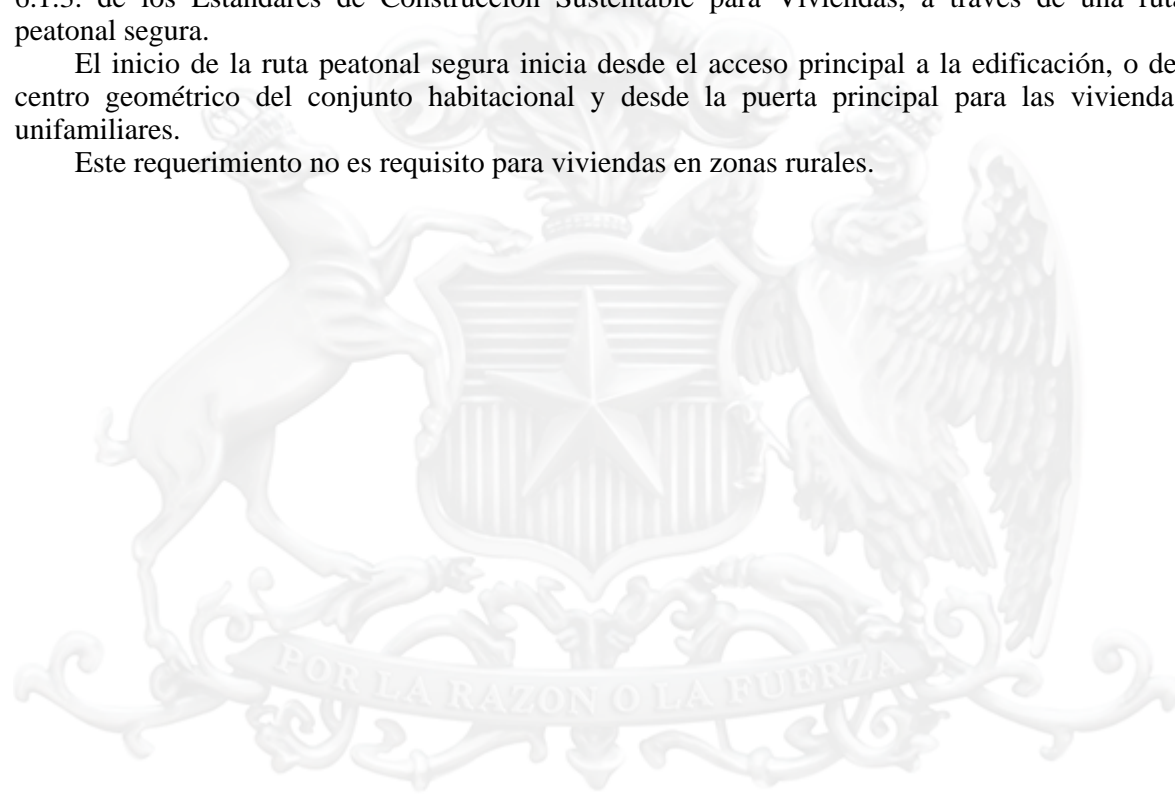 6.1.3. de los Estándares de Construcción Sustentable para Viviendas, a través de una ruta
peatonal segura.
El inicio de la ruta peatonal segura inicia desde el acceso principal a la edificación, o de
centro geométrico del conjunto habitacional y desde la puerta principal para las vivienda
unifamiliares.
Este requerimiento no es requisito para viviendas en zonas rurales.
POR LA RAZON O LA FUERZA